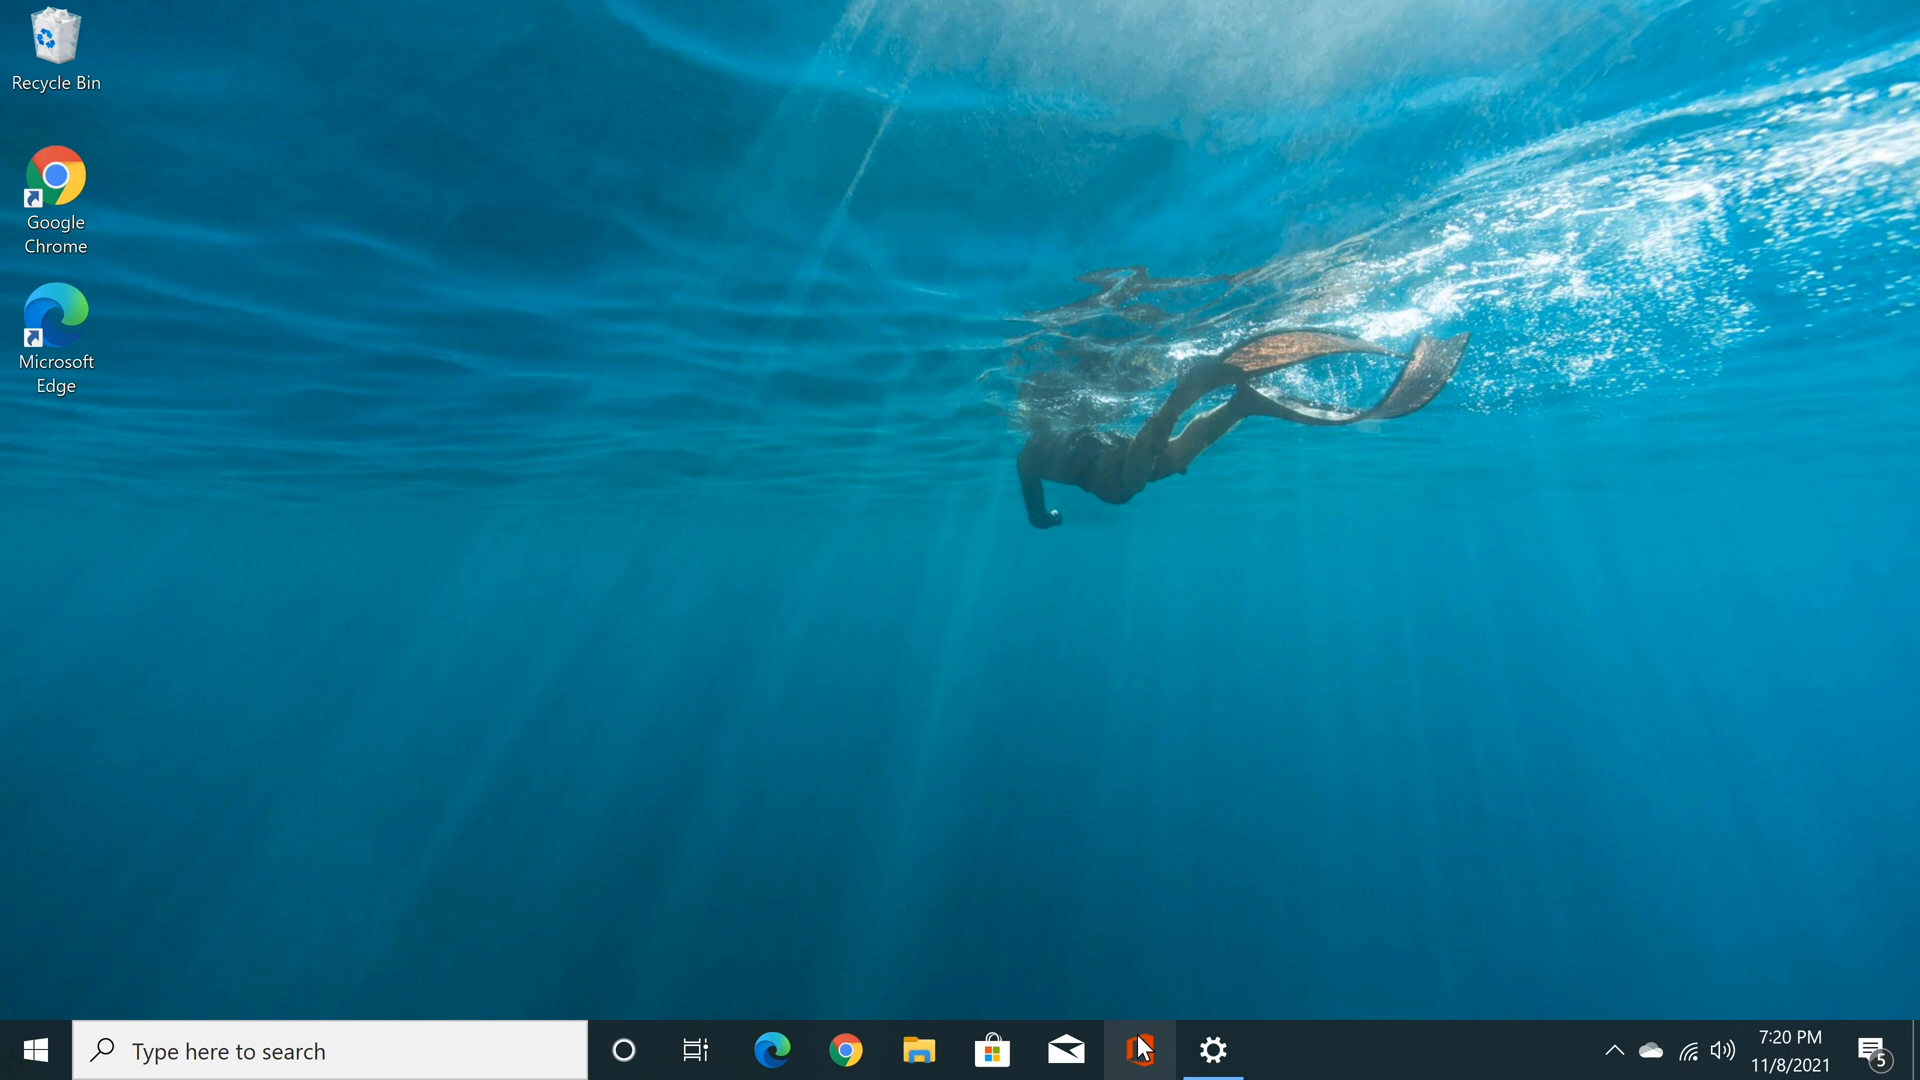 Recycle Bin
Google
Chrome
Microsoft
Edge
Type here to search
7:20 PM
11/8/2021
5